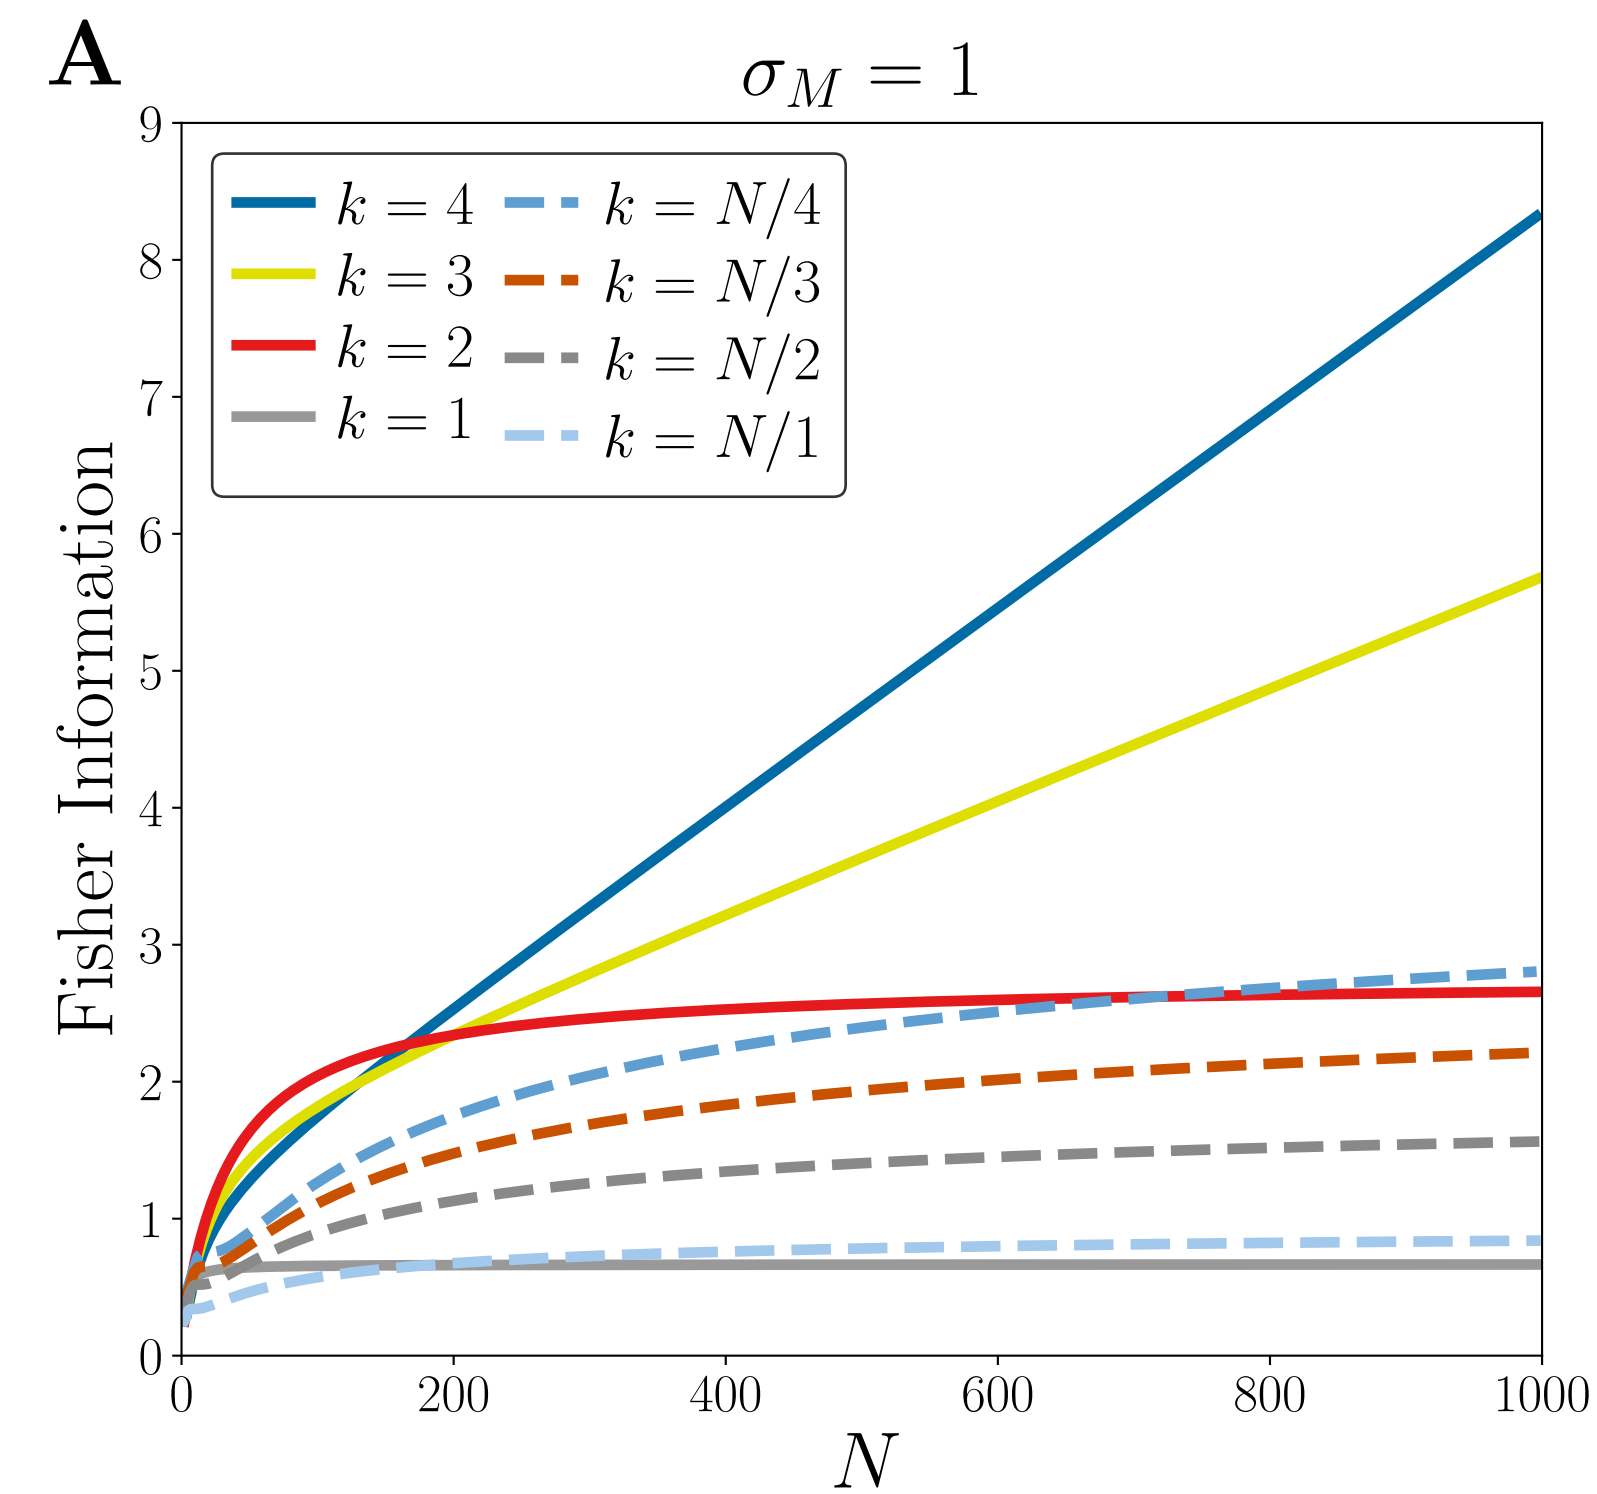 A
σ_M = 1
9
8
7
6
5
4
3
2
1
0
k = 4
k = 3
k = 2
k = 1
k = N/4
k = N/3
k = N/2
k = N/1
Fisher Information
0 200 400 600 800 1000
N